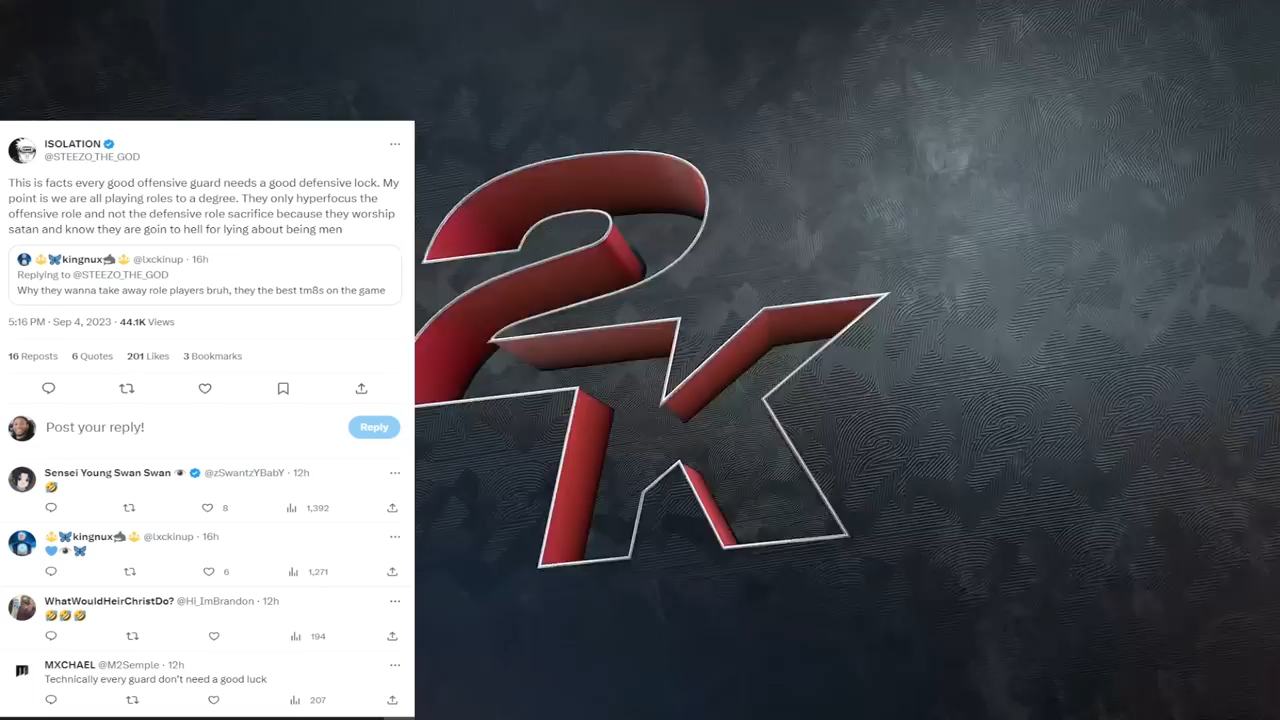 ISOLATION
@STEEZO_THE_GOD
This is facts every good offensive guard needs a good defensive lock. My
point is we are all playing roles to a degree. They only hyperfocus the
offensive role and not the defensive role sacrifice because they worship
satan and know they are goin to hell for lying about being men
kingnux @lxckinup · 16h
Replying to @STEEZO_THE_GOD
Why they wanna take away role players bruh, they the best tm8s on the game
5:16 PM · Sep 4, 2023 · 44.1K Views
16 Reposts 6 Quotes 201 Likes 3 Bookmarks
Post your reply!
Reply
Sensei Young Swan Swan @zSwantzYBabY · 12h
8 1,392
kingnux @lxckinup · 16h
6 1,271
WhatWouldHeirChristDo? @Hi_ImBrandon · 12h
194
MXCHAEL @M2Semple · 12h
Technically every guard don't need a good luck
207
2K